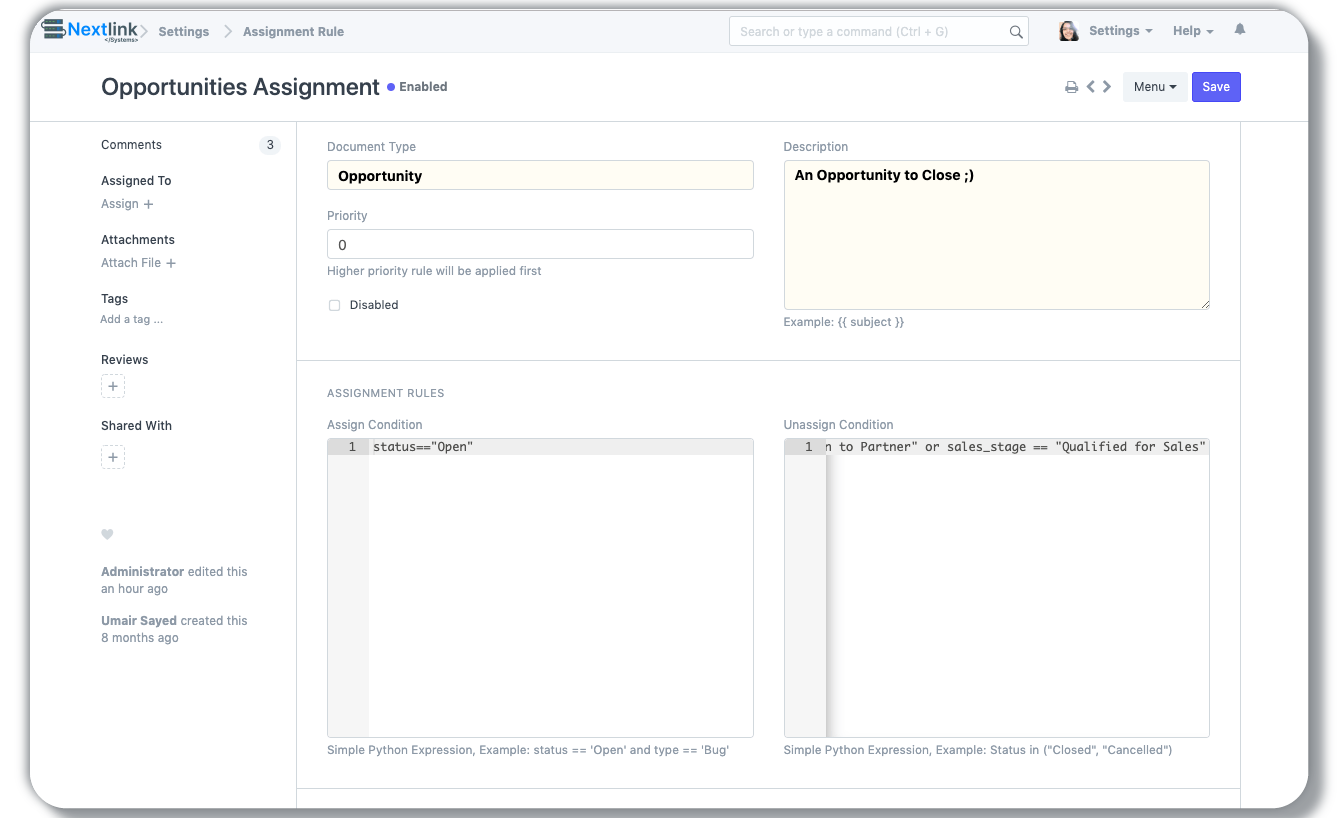 Nextlink
</Systems>
Settings
Assignment Rule
Search or type a command (Ctrl + G)
Settings
Help
Opportunities Assignment
Enabled
Menu
Save
Comments
3
Assigned To
Assign +
Attachments
Attach File +
Tags
Add a tag ...
Reviews
+
Shared With
+
Administrator edited this
an hour ago
Umair Sayed created this
8 months ago
Document Type
Opportunity
Priority
0
Higher priority rule will be applied first
Disabled
Description
An Opportunity to Close ;)
Example: {{ subject }}
ASSIGNMENT RULES
Assign Condition
1 status=="Open"
Simple Python Expression, Example: status == 'Open' and type == 'Bug'
Unassign Condition
1 n to Partner" or sales_stage == "Qualified for Sales"
Simple Python Expression, Example: Status in ("Closed", "Cancelled")